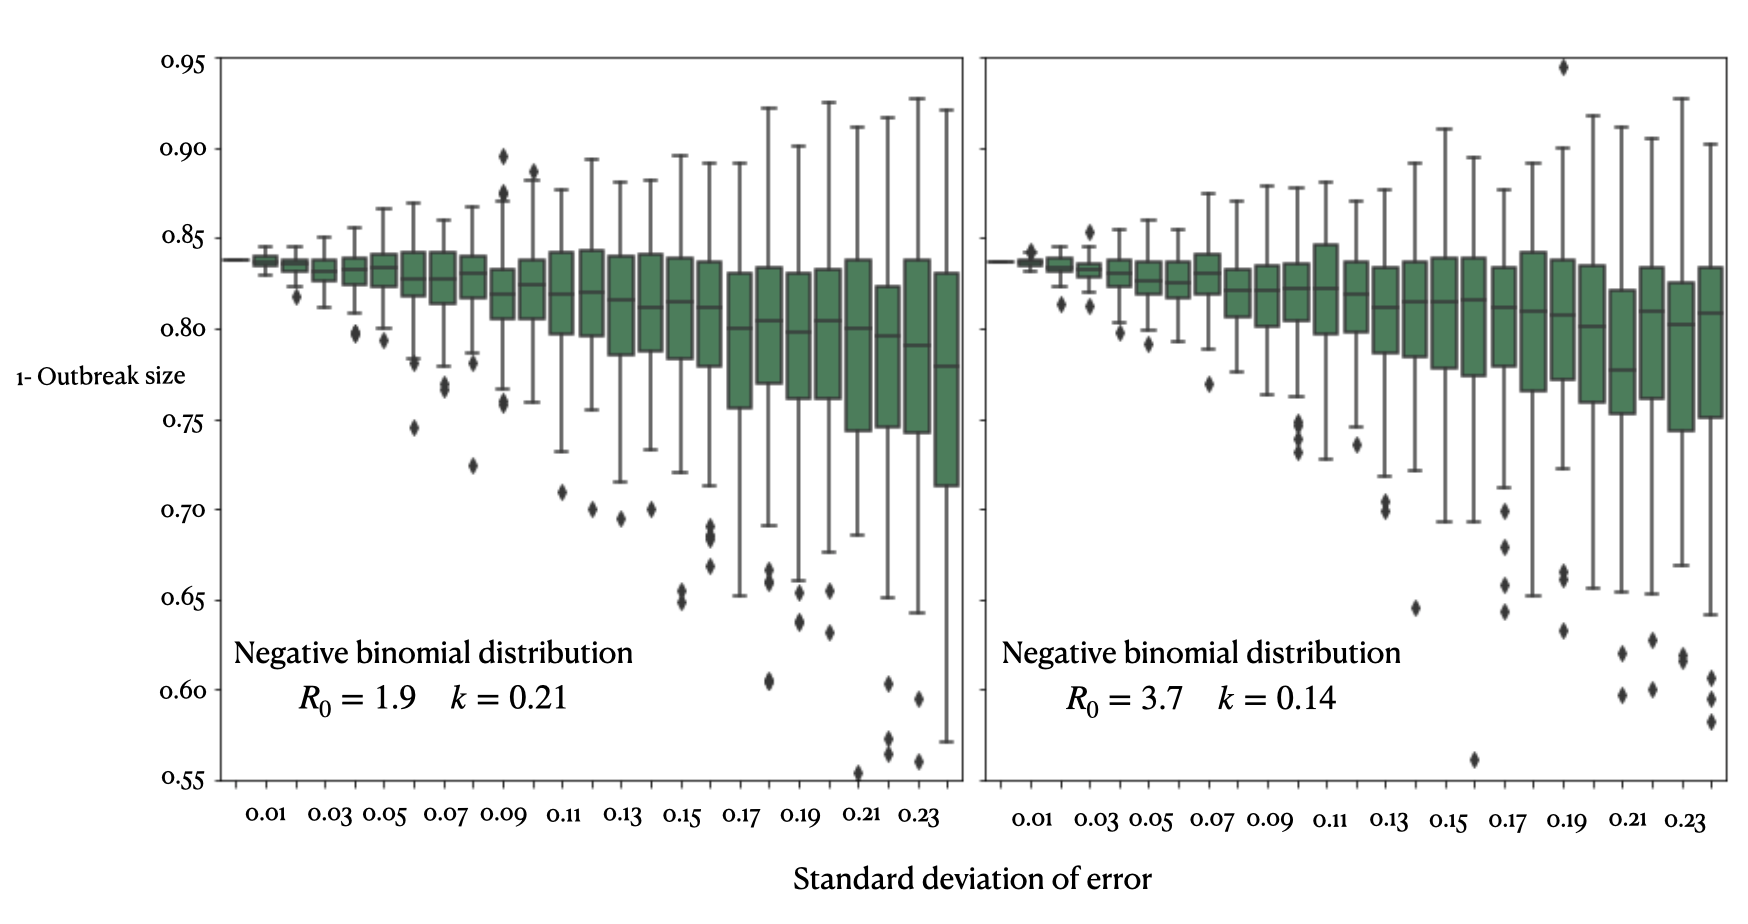 0.95
0.90
0.85
0.80
1- Outbreak size
0.75
0.70
0.65
0.60
0.55
Negative binomial distribution
R₀ = 1.9 k = 0.21
Negative binomial distribution
R₀ = 3.7 k = 0.14
0.01 0.03 0.05 0.07 0.09 0.11 0.13 0.15 0.17 0.19 0.21 0.23
0.01 0.03 0.05 0.07 0.09 0.11 0.13 0.15 0.17 0.19 0.21 0.23
Standard deviation of error